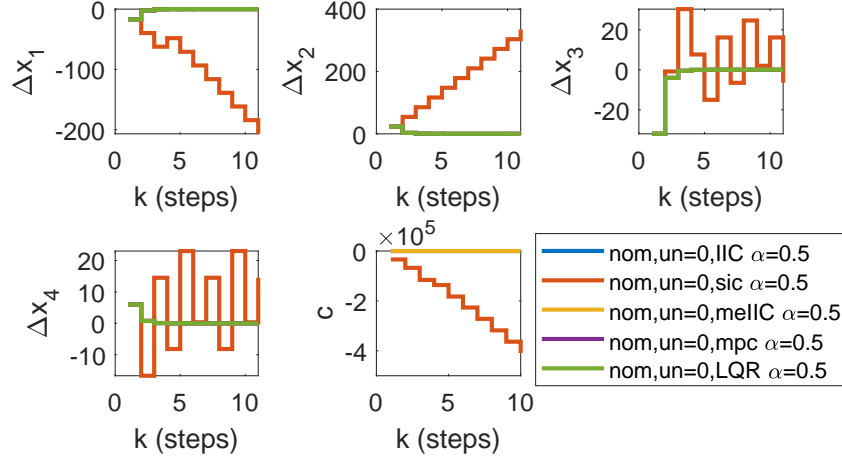 0
-100
-200
Δx1
0 5 10
k (steps)
400
200
0
Δx2
0 5 10
k (steps)
20
0
-20
Δx3
0 5 10
k (steps)
20
10
0
-10
Δx4
0 5 10
k (steps)
×10^5
0
-2
-4
c
0 5 10
k (steps)
nom,un=0,IIC α=0.5
nom,un=0,sic α=0.5
nom,un=0,meIIC α=0.5
nom,un=0,mpc α=0.5
nom,un=0,LQR α=0.5